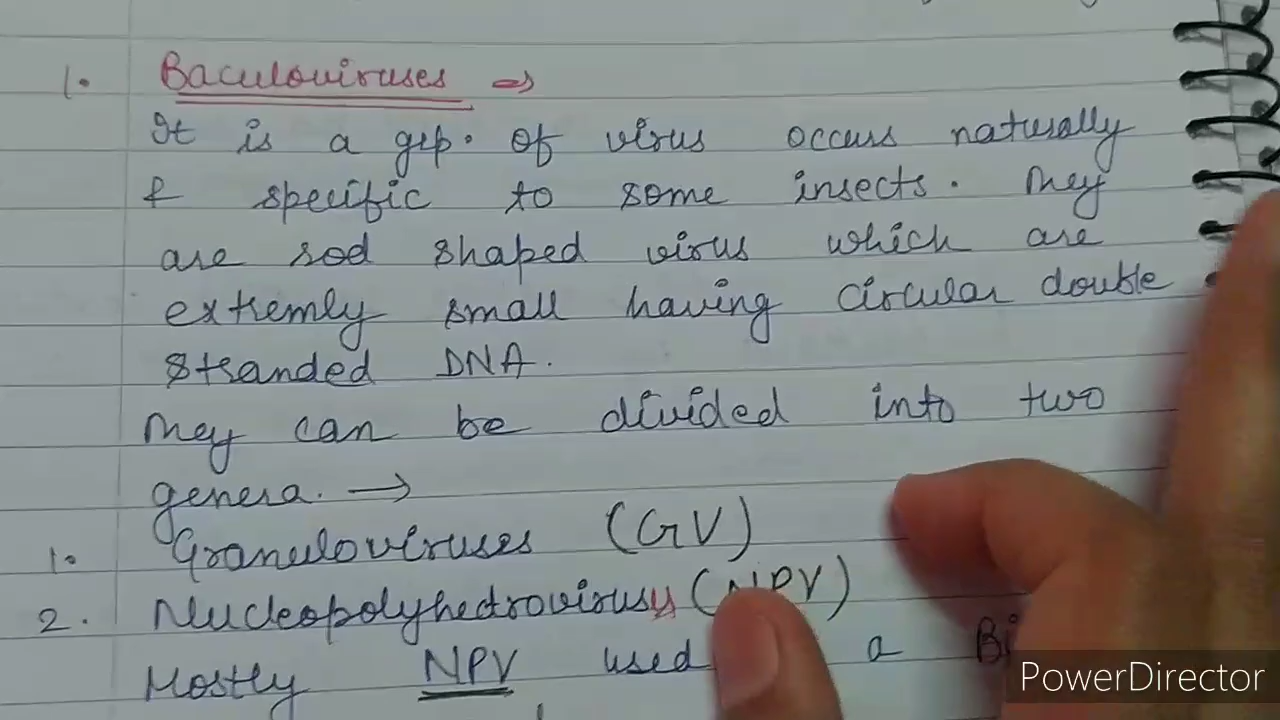 1. Baculoviruses ⇒
It is a grp. of virus occurs naturally
& specific to some insects. They
are rod shaped virus which are
extremly small having circular double
stranded DNA.
They can be divided into two
genera. →
1. Granuloviruses (GV)
2. Nucleopolyhedrovirus (NPV)
Mostly NPV used a
PowerDirector